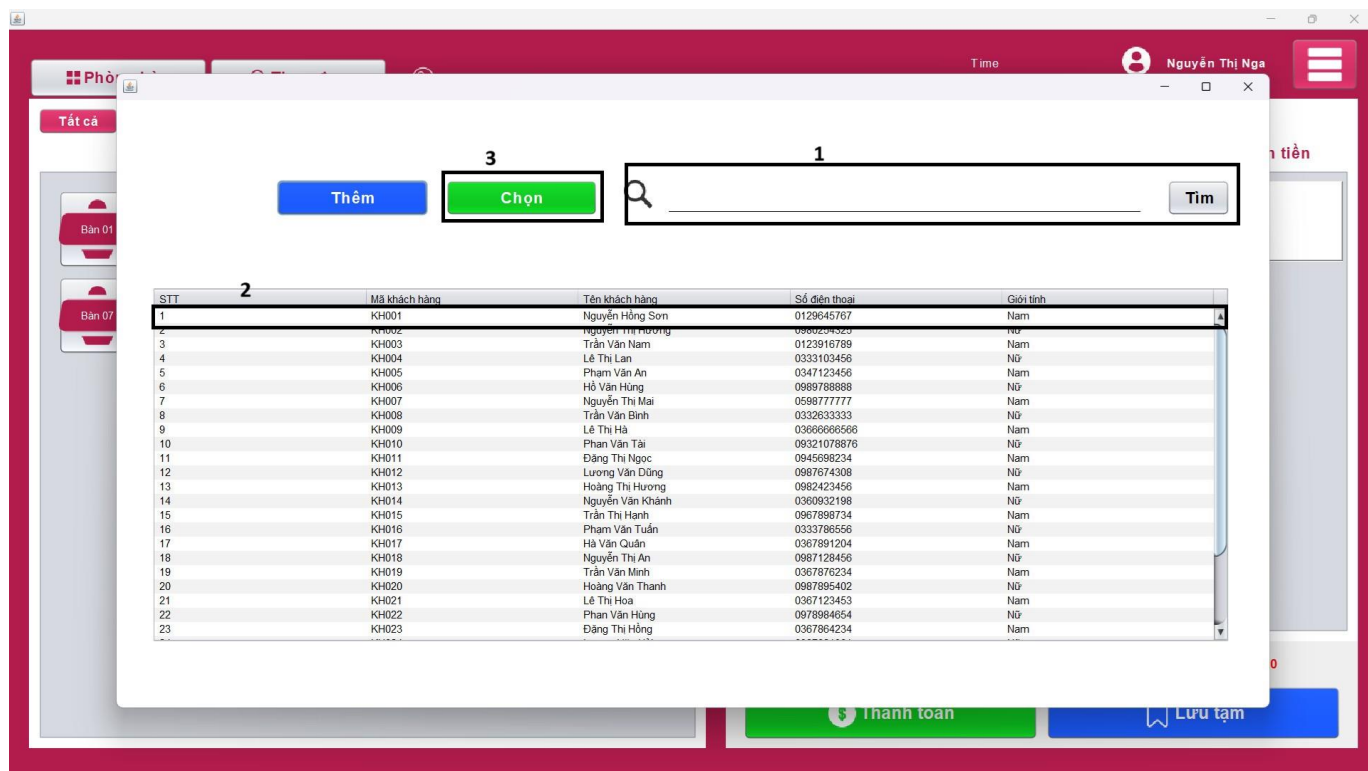 Time
Nguyễn Thị Nga
Tất cả
n tiền
3
1
Thêm
Chọn
Tìm
Bàn 01
2
STT Mã khách hàng Tên khách hàng Số điện thoại Giới tính
1 KH001 Nguyễn Hồng Sơn 0129645767 Nam
2 KH002 Nguyễn Thị Hương 0980254325 Nữ
3 KH003 Trần Văn Nam 0123916789 Nam
4 KH004 Lê Thị Lan 0333103456 Nữ
5 KH005 Phạm Văn An 0347123456 Nam
6 KH006 Hồ Văn Hùng 0989788888 Nữ
7 KH007 Nguyễn Thị Mai 0598777777 Nam
8 KH008 Trần Văn Bình 0332633333 Nữ
9 KH009 Lê Thị Hà 03666666566 Nam
10 KH010 Phan Văn Tài 09321078876 Nữ
11 KH011 Đặng Thị Ngọc 0945698234 Nam
12 KH012 Lương Văn Dũng 0987674308 Nữ
13 KH013 Hoàng Thị Hương 0982423456 Nam
14 KH014 Nguyễn Văn Khánh 0360932198 Nữ
15 KH015 Trần Thị Hạnh 0967898734 Nam
16 KH016 Phạm Văn Tuấn 0333786556 Nữ
17 KH017 Hà Văn Quân 0367891204 Nam
18 KH018 Nguyễn Thị An 0987128456 Nữ
19 KH019 Trần Văn Minh 0367876234 Nam
20 KH020 Hoàng Văn Thanh 0987895402 Nữ
21 KH021 Lê Thị Hoa 0367123453 Nam
22 KH022 Phan Văn Hùng 0978984654 Nữ
23 KH023 Đặng Thị Hồng 0367864234 Nam
Bàn 07
0
Thanh toán
Lưu tạm